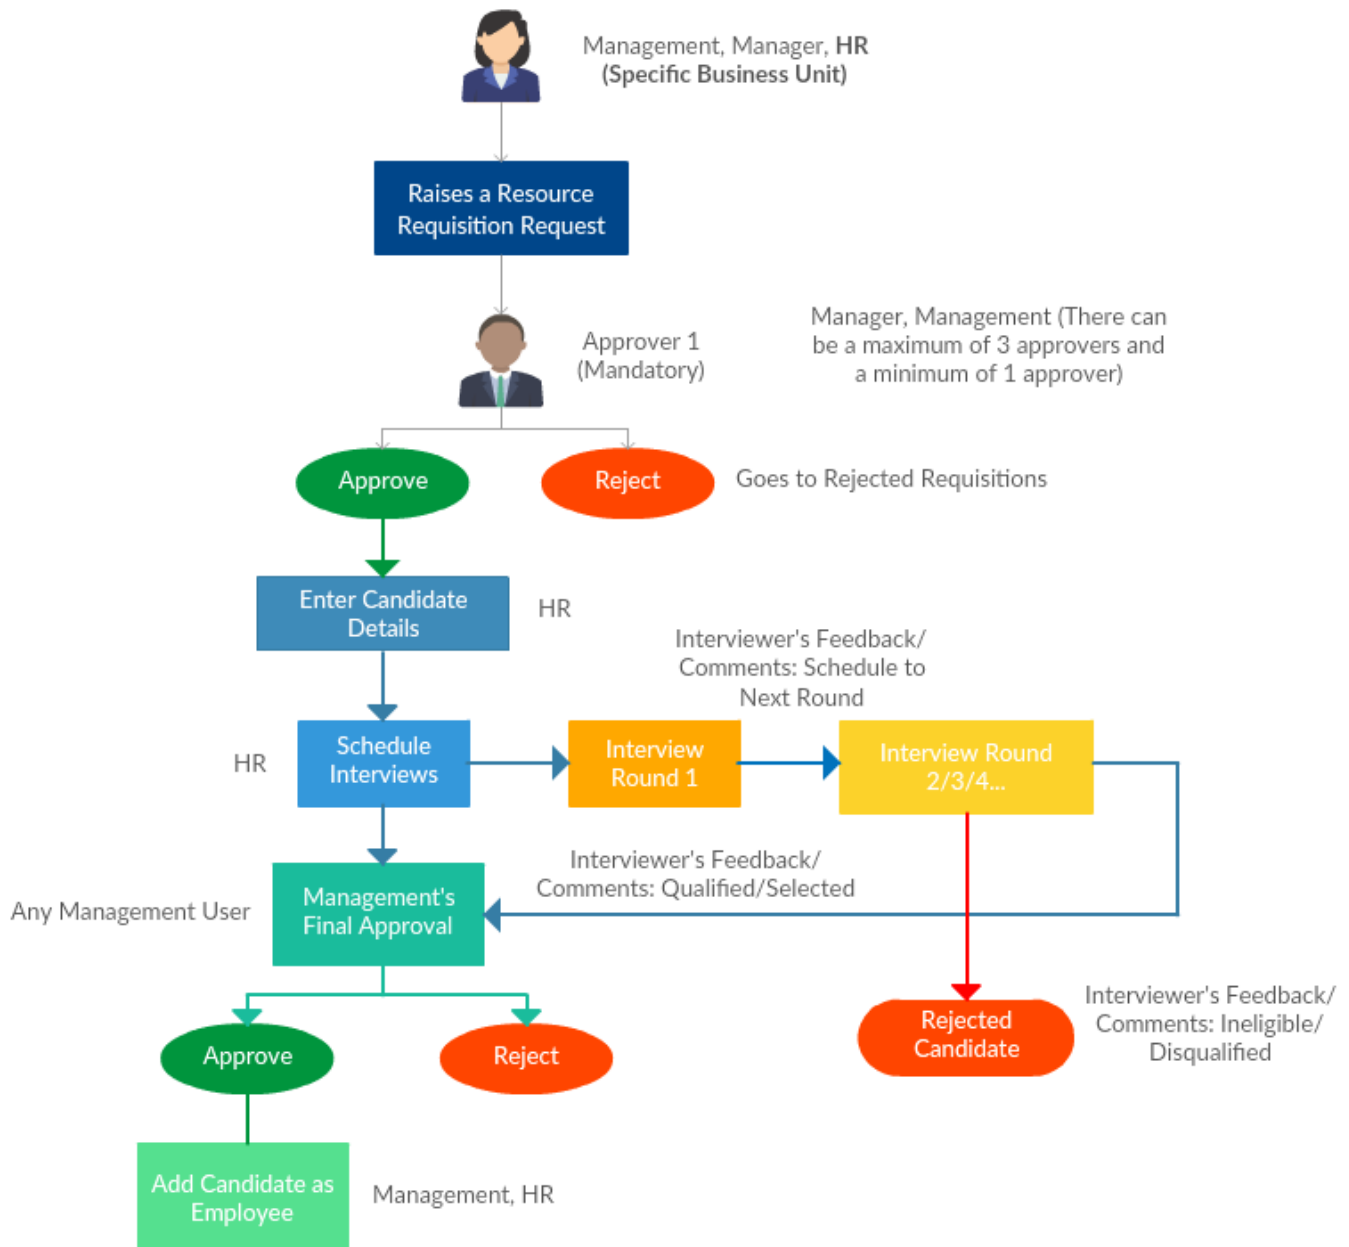 Management, Manager, HR
(Specific Business Unit)
Raises a Resource
Requisition Request
Approver 1
(Mandatory)
Manager, Management (There can
be a maximum of 3 approvers and
a minimum of 1 approver)
Approve
Reject
Goes to Rejected Requisitions
Enter Candidate
Details
HR
Interviewer's Feedback/
Comments: Schedule to
Next Round
HR
Schedule
Interviews
Interview
Round 1
Interview Round
2/3/4...
Interviewer's Feedback/
Comments: Qualified/Selected
Any Management User
Management's
Final Approval
Approve
Reject
Rejected
Candidate
Interviewer's Feedback/
Comments: Ineligible/
Disqualified
Add Candidate as
Employee
Management, HR